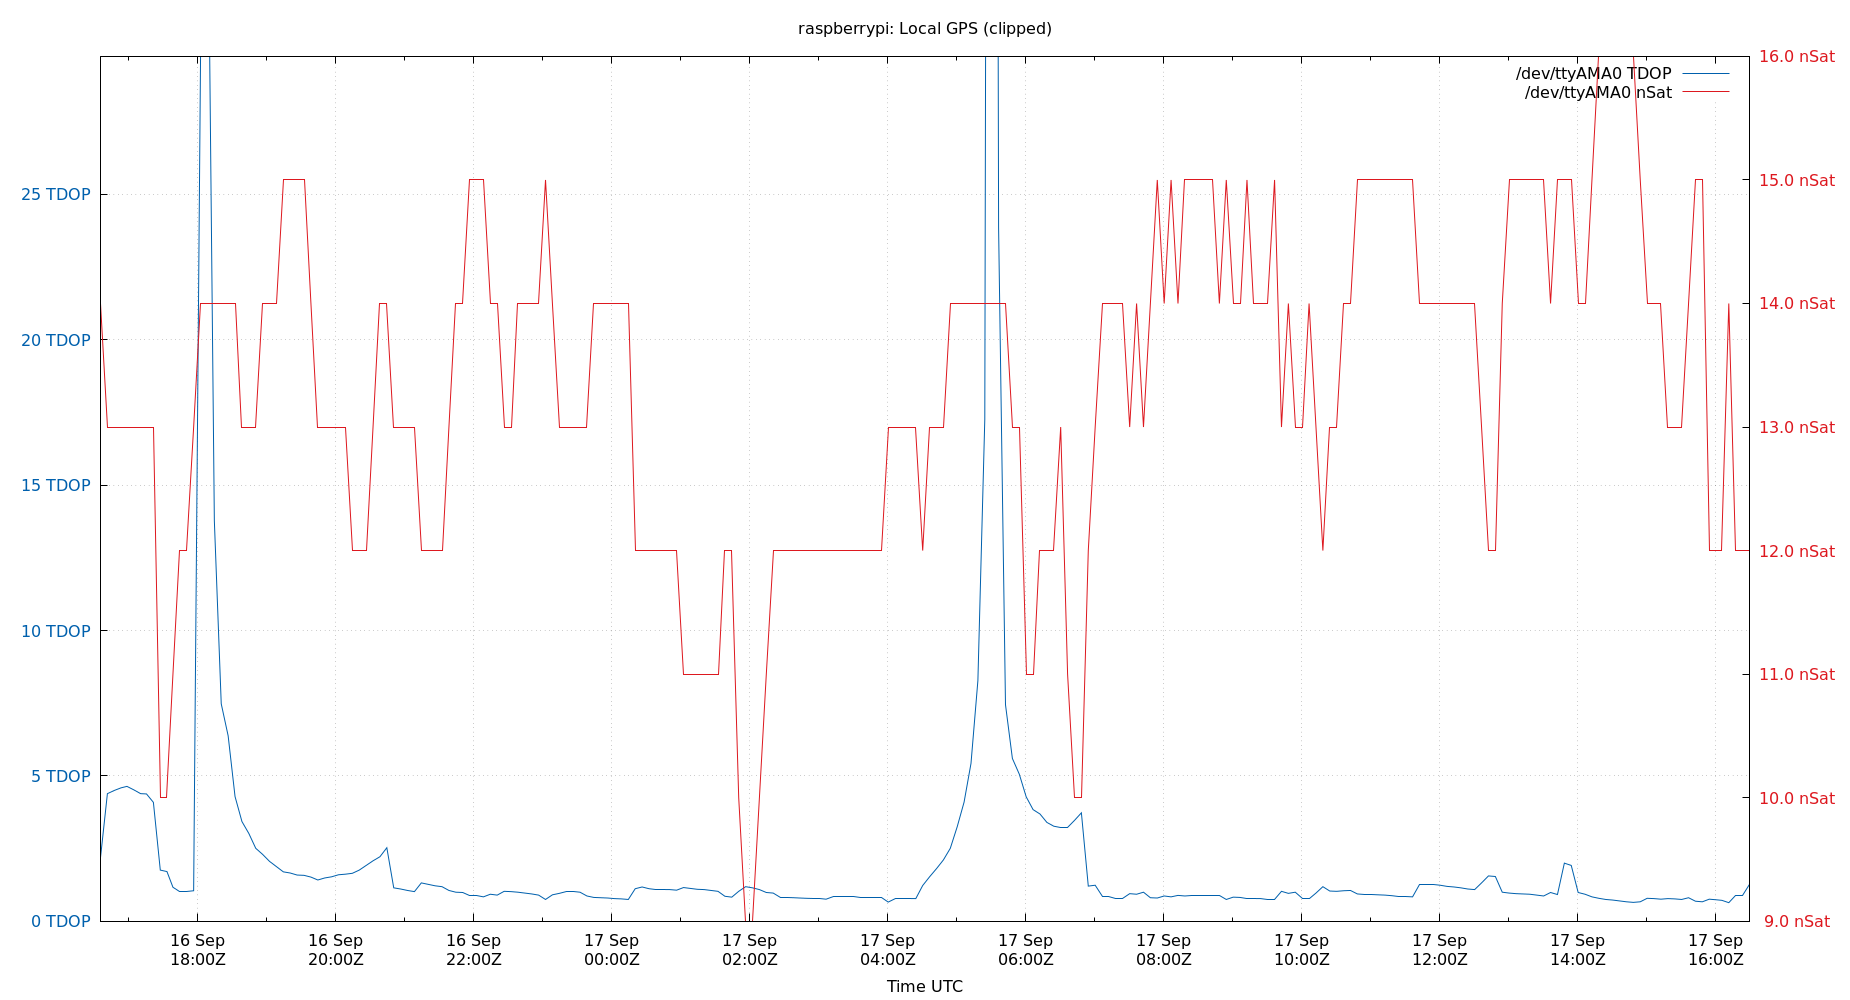 raspberrypi: Local GPS (clipped)
/dev/ttyAMA0 TDOP
/dev/ttyAMA0 nSat
25 TDOP
20 TDOP
15 TDOP
10 TDOP
5 TDOP
0 TDOP
16.0 nSat
15.0 nSat
14.0 nSat
13.0 nSat
12.0 nSat
11.0 nSat
10.0 nSat
9.0 nSat
16 Sep 16 Sep 16 Sep 17 Sep 17 Sep 17 Sep 17 Sep 17 Sep 17 Sep 17 Sep 17 Sep 17 Sep
18:00Z 20:00Z 22:00Z 00:00Z 02:00Z 04:00Z 06:00Z 08:00Z 10:00Z 12:00Z 14:00Z 16:00Z
Time UTC